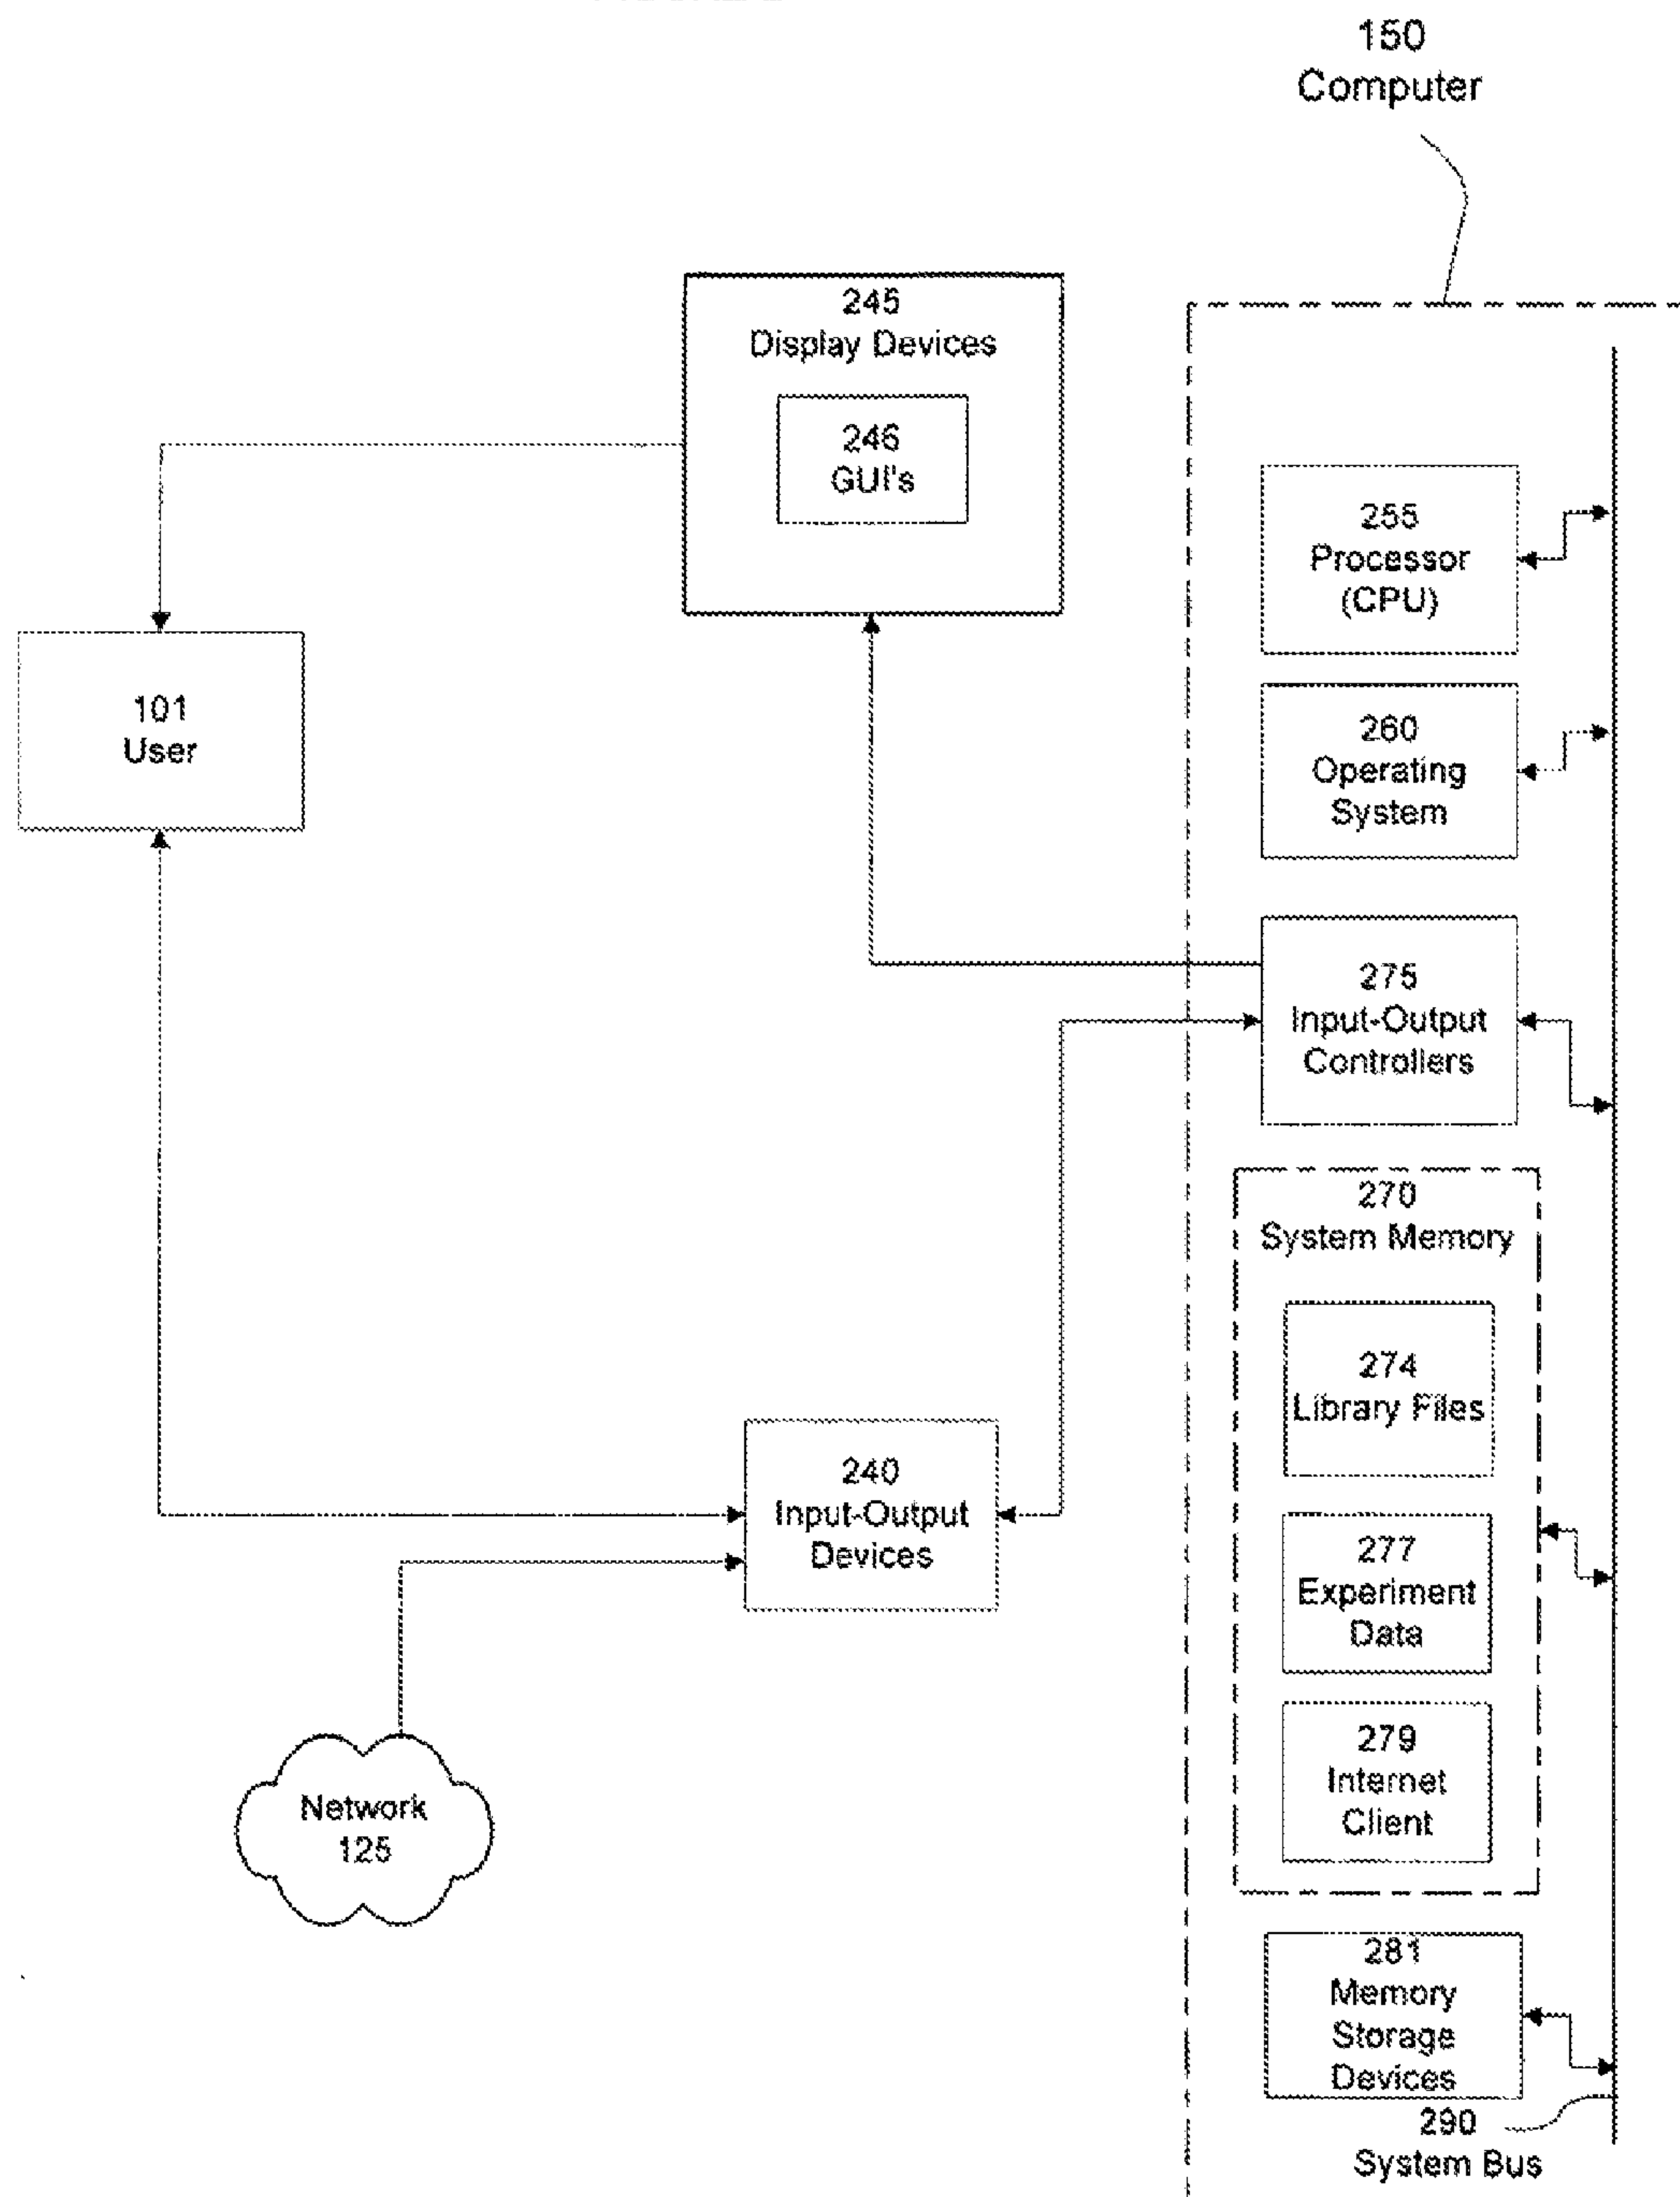 150
Computer
245
Display Devices
246
GUI's
255
Processor
(CPU)
101
User
260
Operating
System
275
Input-Output
Controllers
270
System Memory
274
Library Files
240
Input-Output
Devices
277
Experiment
Data
279
Internet
Client
Network
125
281
Memory
Storage
Devices
290
System Bus